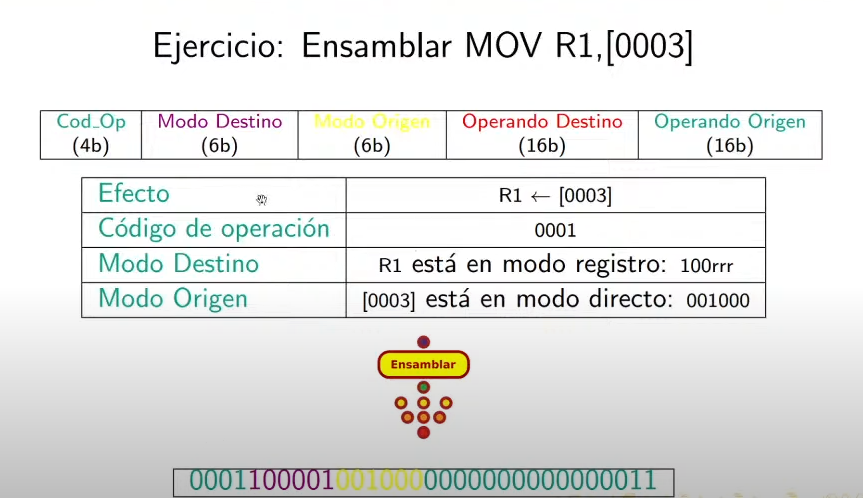 Ejercicio: Ensamblar MOV R1,[0003]
Cod_Op Modo Destino Modo Origen Operando Destino Operando Origen
(4b) (6b) (6b) (16b) (16b)
Efecto R1 ← [0003]
Código de operación 0001
Modo Destino R1 está en modo registro: 100rrr
Modo Origen [0003] está en modo directo: 001000
Ensamblar
00011000010010000000000000000011